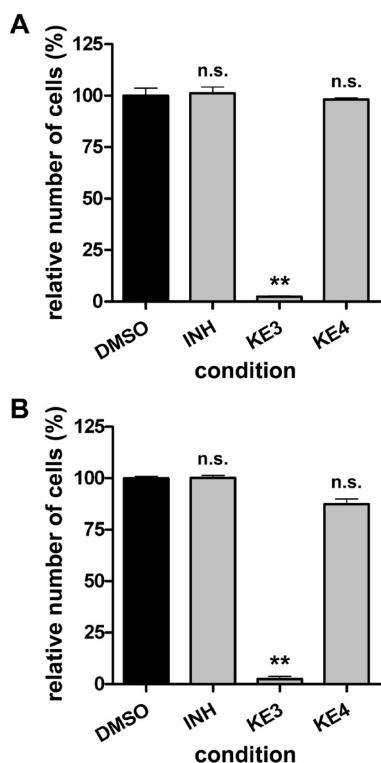 A
relative number of cells (%)
125
100
75
50
25
0
n.s.
**
n.s.
DMSO
INH
KE3
KE4
condition
B
relative number of cells (%)
125
100
75
50
25
0
n.s.
**
n.s.
DMSO
INH
KE3
KE4
condition